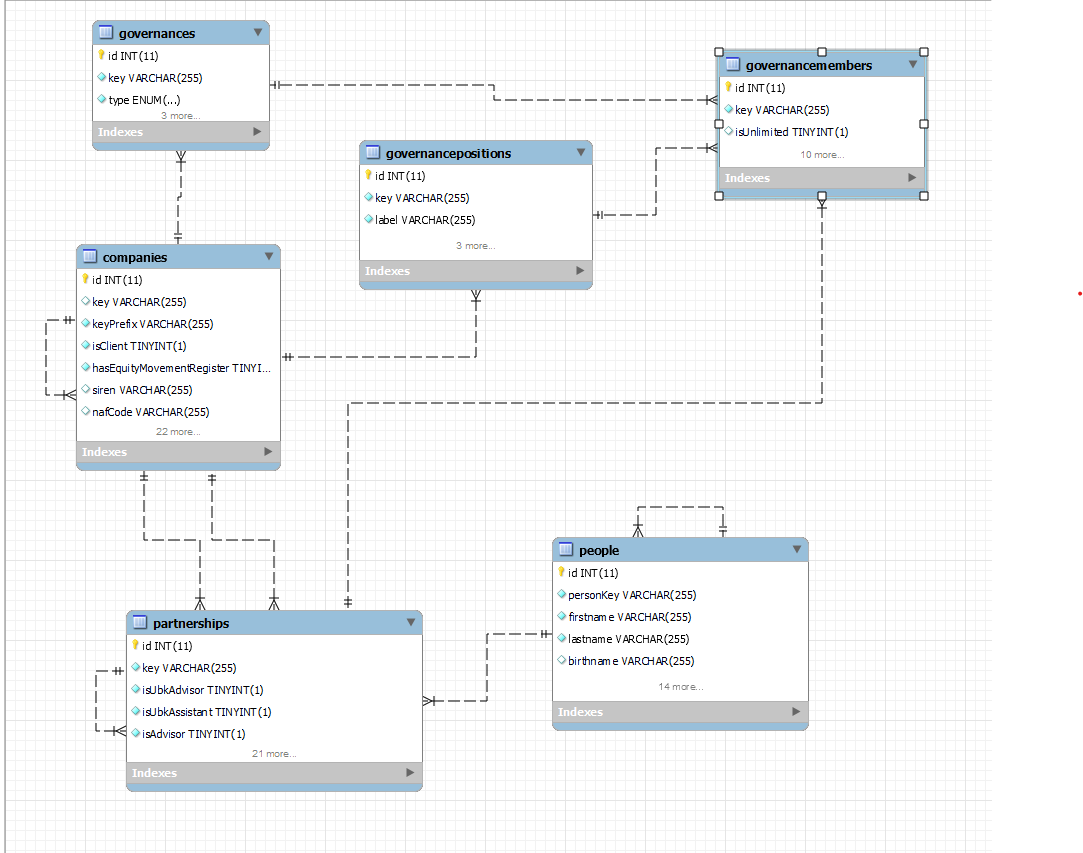 governances
id INT(11)
key VARCHAR(255)
type ENUM(...)
3 more...
Indexes
governancemembers
id INT(11)
key VARCHAR(255)
isUnlimited TINYINT(1)
10 more...
Indexes
governancepositions
id INT(11)
key VARCHAR(255)
label VARCHAR(255)
3 more...
Indexes
companies
id INT(11)
key VARCHAR(255)
keyPrefix VARCHAR(255)
isClient TINYINT(1)
hasEquityMovementRegister TINYI...
siren VARCHAR(255)
nafCode VARCHAR(255)
22 more...
Indexes
people
id INT(11)
personKey VARCHAR(255)
firstname VARCHAR(255)
lastname VARCHAR(255)
birthname VARCHAR(255)
14 more...
Indexes
partnerships
id INT(11)
key VARCHAR(255)
isUbkAdvisor TINYINT(1)
isUbkAssistant TINYINT(1)
isAdvisor TINYINT(1)
21 more...
Indexes